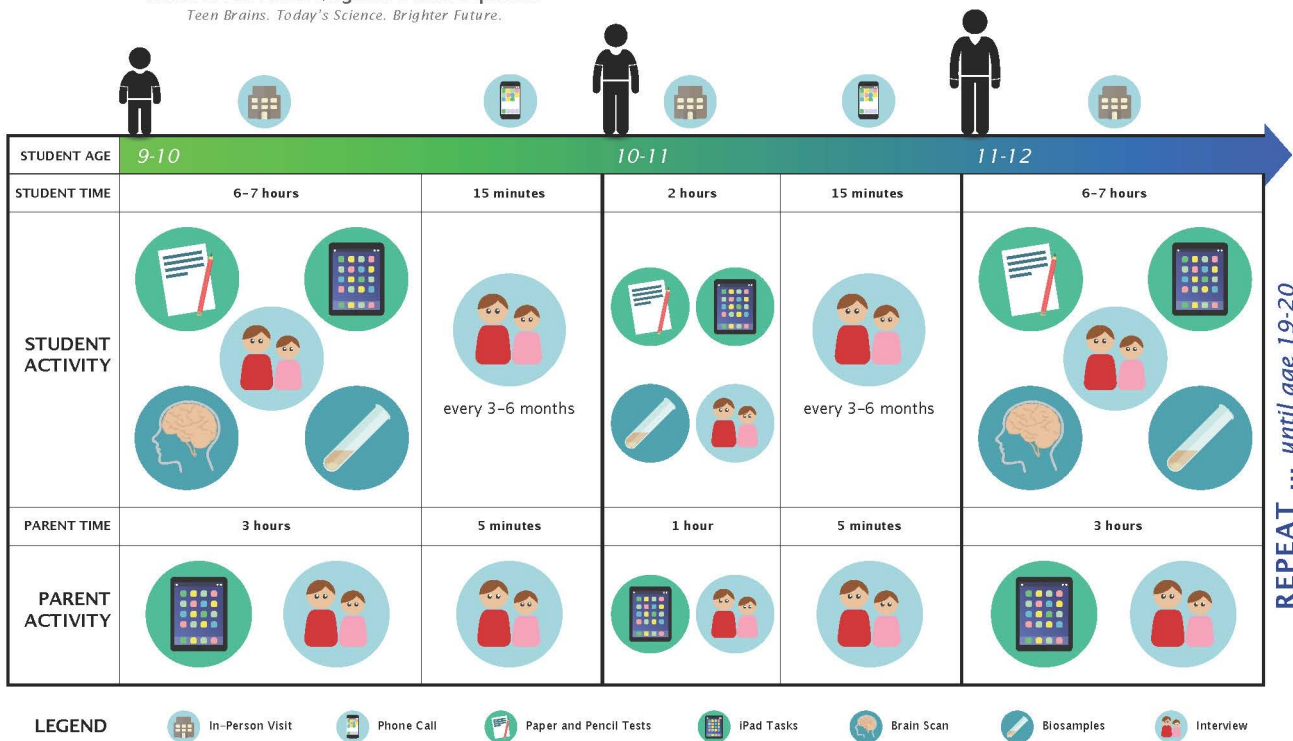 Teen Brains. Today's Science. Brighter Future.
STUDENT AGE 9-10 10-11 11-12
STUDENT TIME 6–7 hours 15 minutes 2 hours 15 minutes 6–7 hours
STUDENT
ACTIVITY
every 3–6 months every 3–6 months
PARENT TIME 3 hours 5 minutes 1 hour 5 minutes 3 hours
PARENT
ACTIVITY
REPEAT ... until age 19-20
LEGEND In-Person Visit Phone Call Paper and Pencil Tests iPad Tasks Brain Scan Biosamples Interview